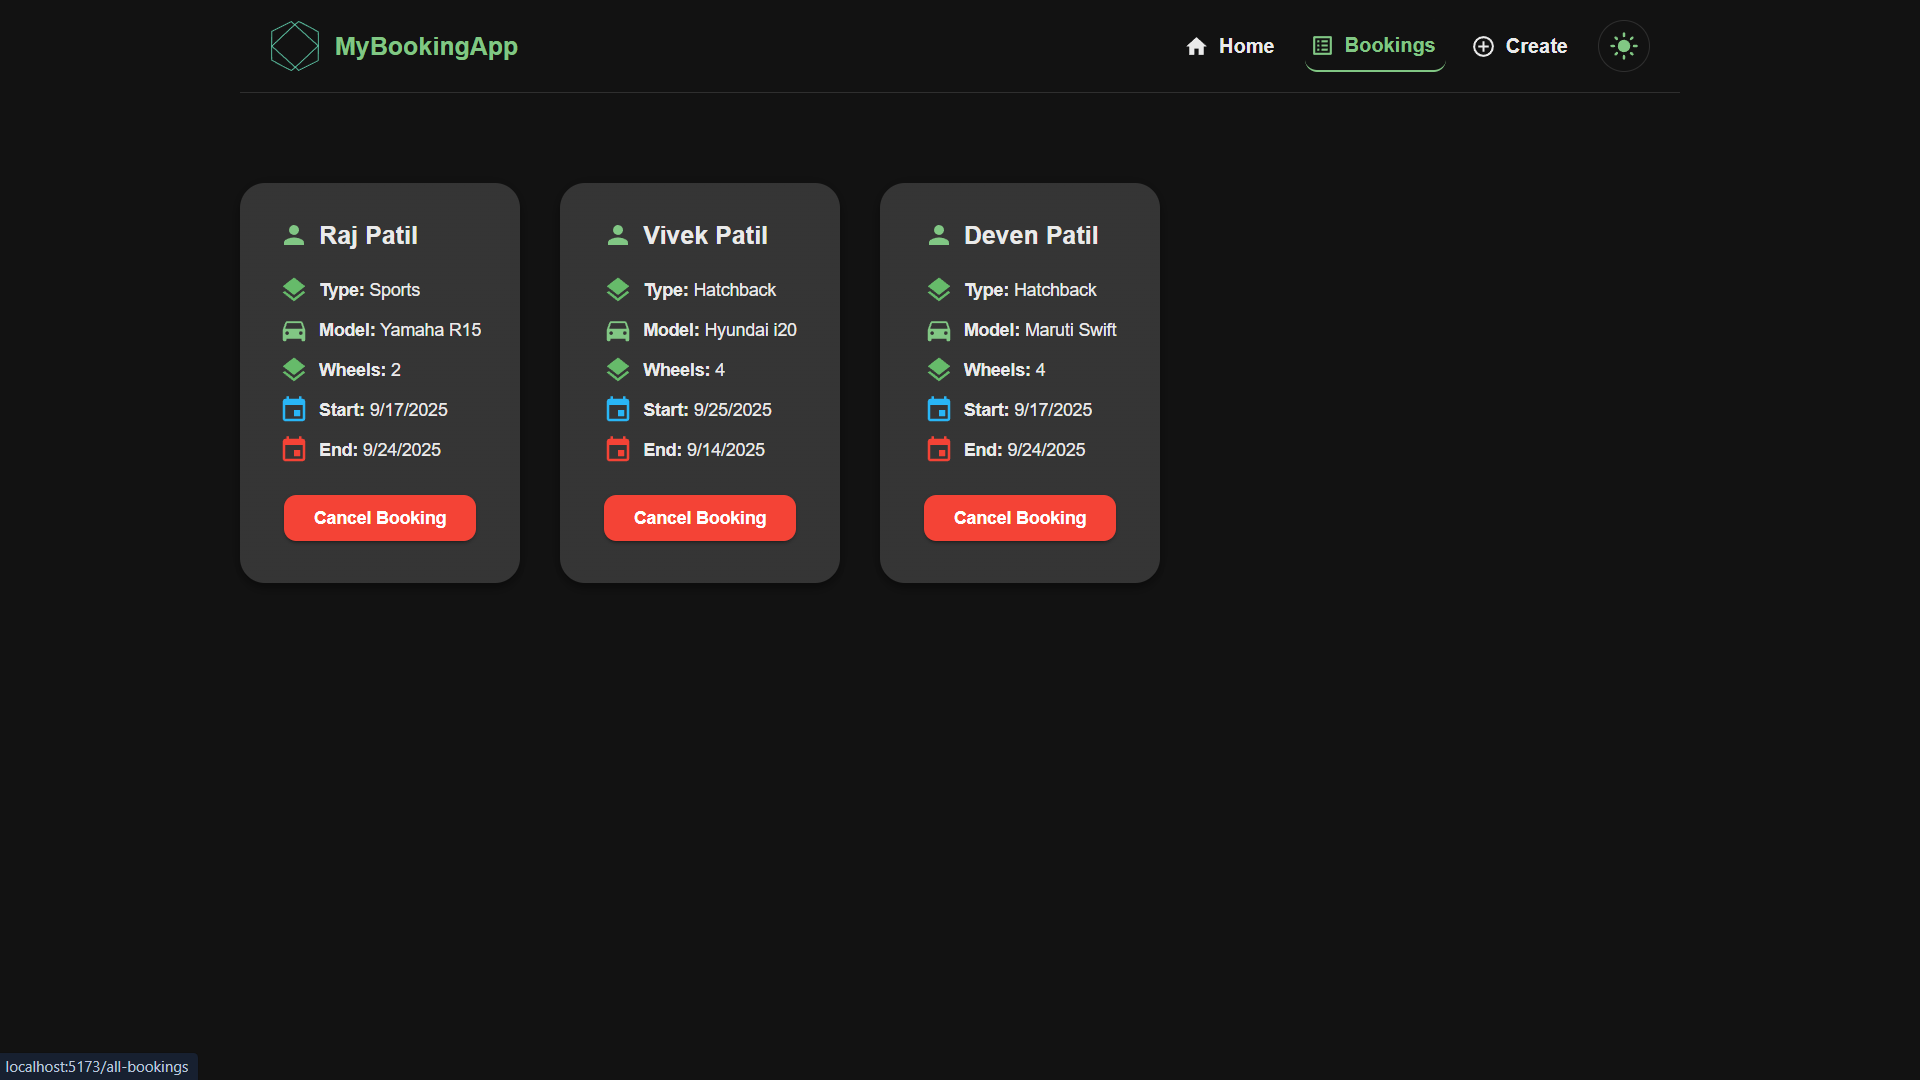 MyBookingApp
Home
Bookings
Create
Raj Patil
Type: Sports
Model: Yamaha R15
Wheels: 2
Start: 9/17/2025
End: 9/24/2025
Cancel Booking
Vivek Patil
Type: Hatchback
Model: Hyundai i20
Wheels: 4
Start: 9/25/2025
End: 9/14/2025
Cancel Booking
Deven Patil
Type: Hatchback
Model: Maruti Swift
Wheels: 4
Start: 9/17/2025
End: 9/24/2025
Cancel Booking
localhost:5173/all-bookings